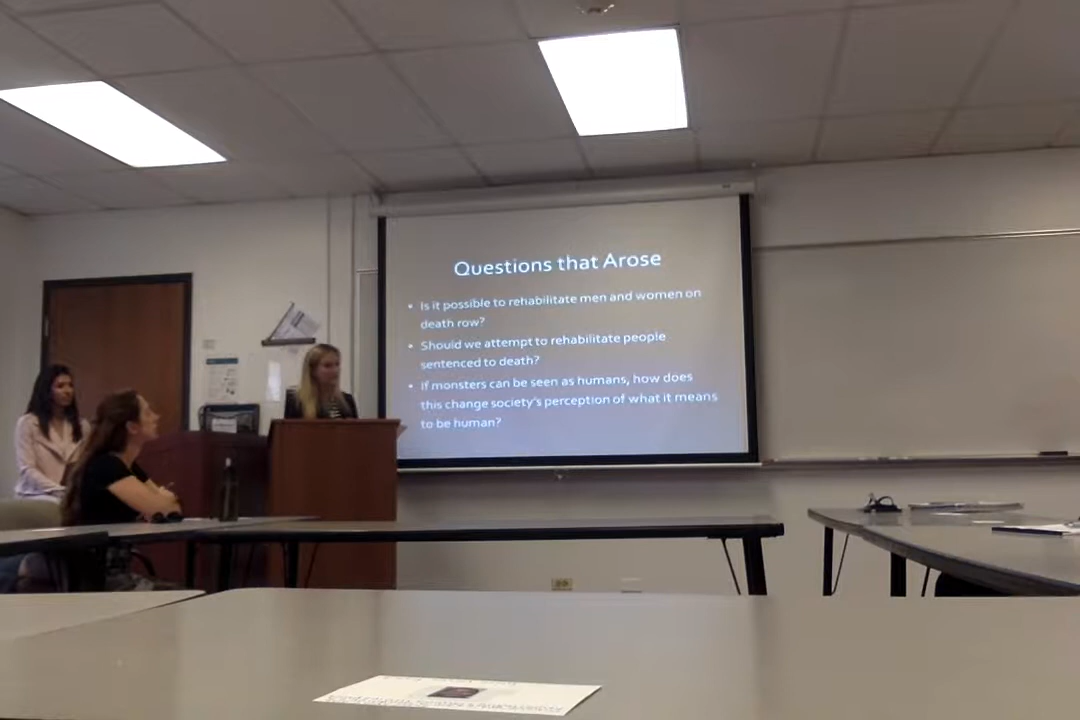 Questions that Arose
• Is it possible to rehabilitate men and women on
death row?
• Should we attempt to rehabilitate people
sentenced to death?
• If monsters can be seen as humans, how does
this change society's perception of what it means
to be human?